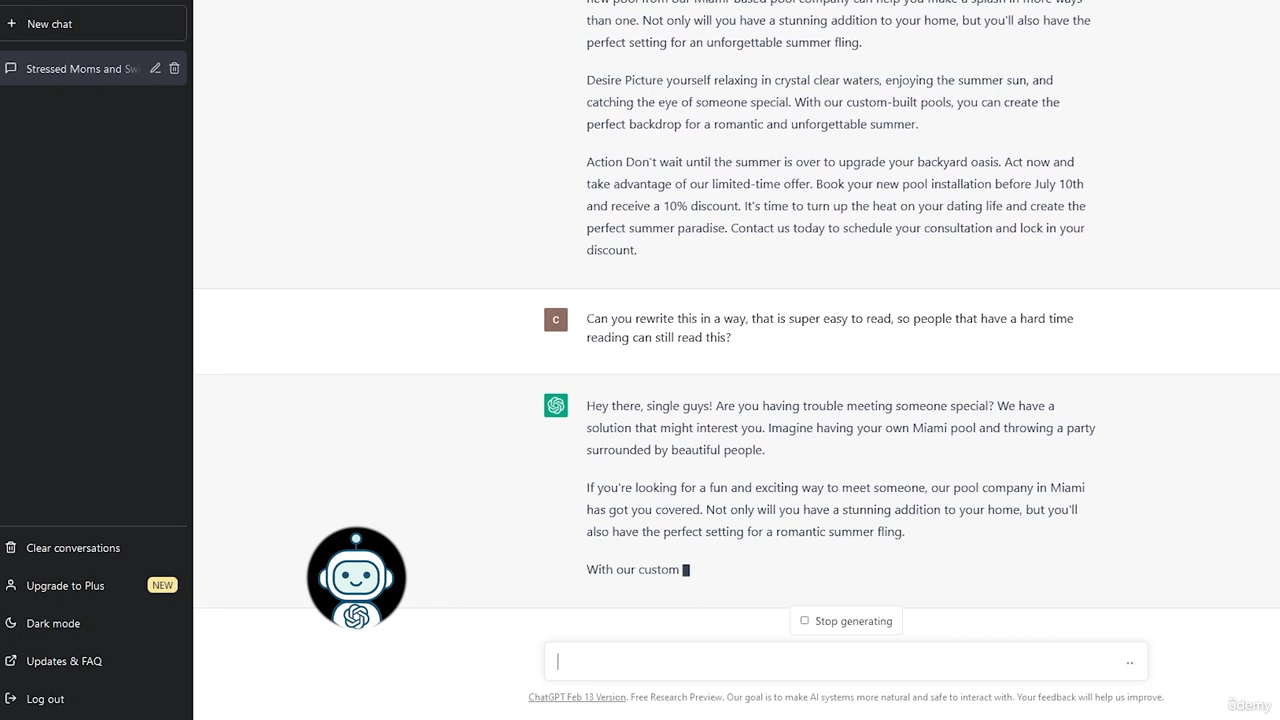 New chat
Stressed Moms and Sw
new pool from our Miami-based pool company can help you make a splash in more ways
than one. Not only will you have a stunning addition to your home, but you'll also have the
perfect setting for an unforgettable summer fling.
Desire Picture yourself relaxing in crystal clear waters, enjoying the summer sun, and
catching the eye of someone special. With our custom-built pools, you can create the
perfect backdrop for a romantic and unforgettable summer.
Action Don't wait until the summer is over to upgrade your backyard oasis. Act now and
take advantage of our limited-time offer. Book your new pool installation before July 10th
and receive a 10% discount. It's time to turn up the heat on your dating life and create the
perfect summer paradise. Contact us today to schedule your consultation and lock in your
discount.
C
Can you rewrite this in a way, that is super easy to read, so people that have a hard time
reading can still read this?
Hey there, single guys! Are you having trouble meeting someone special? We have a
solution that might interest you. Imagine having your own Miami pool and throwing a party
surrounded by beautiful people.
If you're looking for a fun and exciting way to meet someone, our pool company in Miami
has got you covered. Not only will you have a stunning addition to your home, but you'll
also have the perfect setting for a romantic summer fling.
With our custom
Clear conversations
Upgrade to Plus NEW
Dark mode
Updates & FAQ
Log out
Stop generating
ChatGPT Feb 13 Version. Free Research Preview. Our goal is to make AI systems more natural and safe to interact with. Your feedback will help us improve.
ûdemy